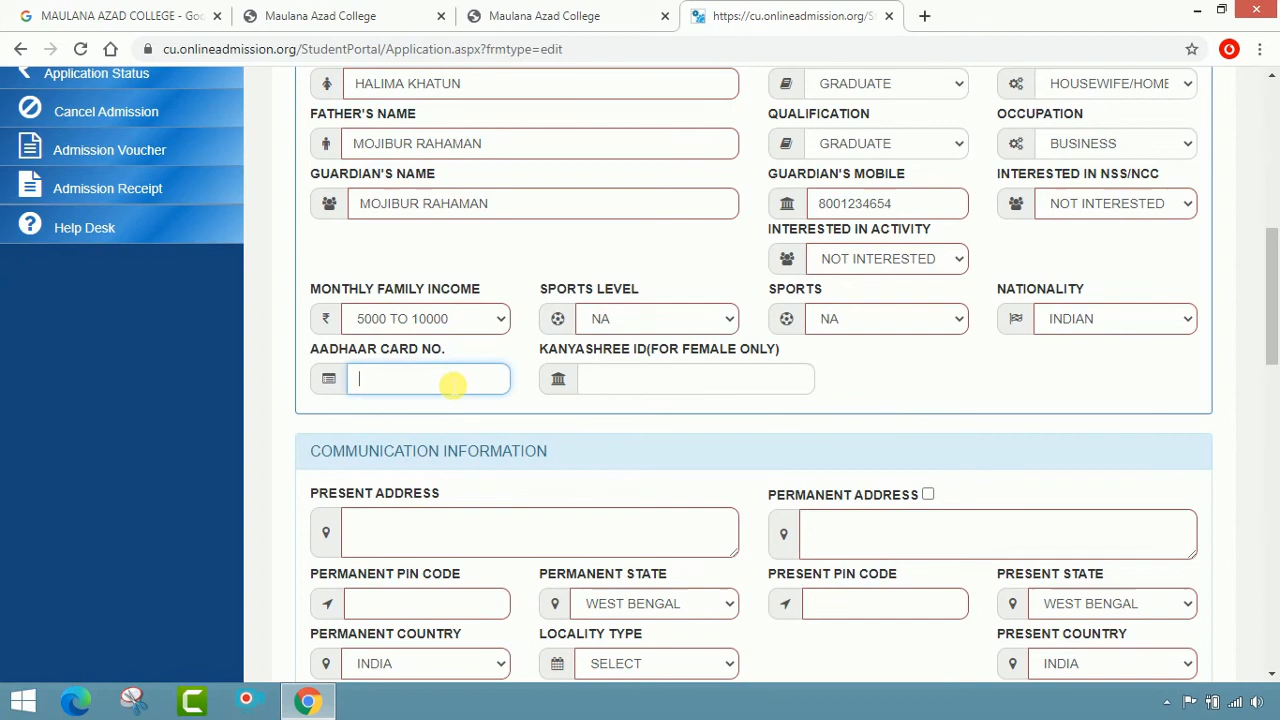 MAULANA AZAD COLLEGE - Goo
Maulana Azad College
Maulana Azad College
https://cu.onlineadmission.org/S
cu.onlineadmission.org/StudentPortal/Application.aspx?frmtype=edit
Application Status
Cancel Admission
Admission Voucher
Admission Receipt
Help Desk
HALIMA KHATUN
GRADUATE
HOUSEWIFE/HOME
FATHER'S NAME
QUALIFICATION
OCCUPATION
MOJIBUR RAHAMAN
GRADUATE
BUSINESS
GUARDIAN'S NAME
GUARDIAN'S MOBILE
INTERESTED IN NSS/NCC
MOJIBUR RAHAMAN
8001234654
NOT INTERESTED
INTERESTED IN ACTIVITY
NOT INTERESTED
MONTHLY FAMILY INCOME
SPORTS LEVEL
SPORTS
NATIONALITY
₹ 5000 TO 10000
NA
NA
INDIAN
AADHAAR CARD NO.
KANYASHREE ID(FOR FEMALE ONLY)
COMMUNICATION INFORMATION
PRESENT ADDRESS
PERMANENT ADDRESS
PERMANENT PIN CODE
PERMANENT STATE
PRESENT PIN CODE
PRESENT STATE
WEST BENGAL
WEST BENGAL
PERMANENT COUNTRY
LOCALITY TYPE
PRESENT COUNTRY
INDIA
SELECT
INDIA